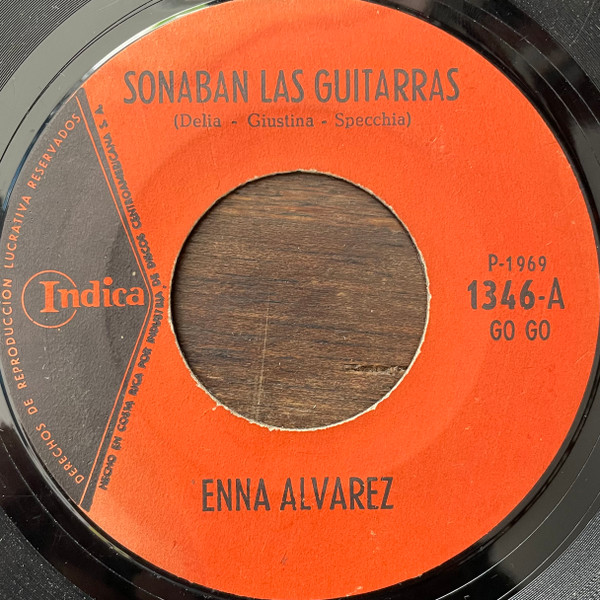 SONABAN LAS GUITARRAS
(Delia - Giustina - Specchia)
DERECHOS DE REPRODUCCION LUCRATIVA RESERVADOS
HECHO EN COSTA RICA POR INDUSTRIA DE DISCOS CENTROAMERICANA S A
Indica
P-1969
1346-A
GO GO
ENNA ALVAREZ